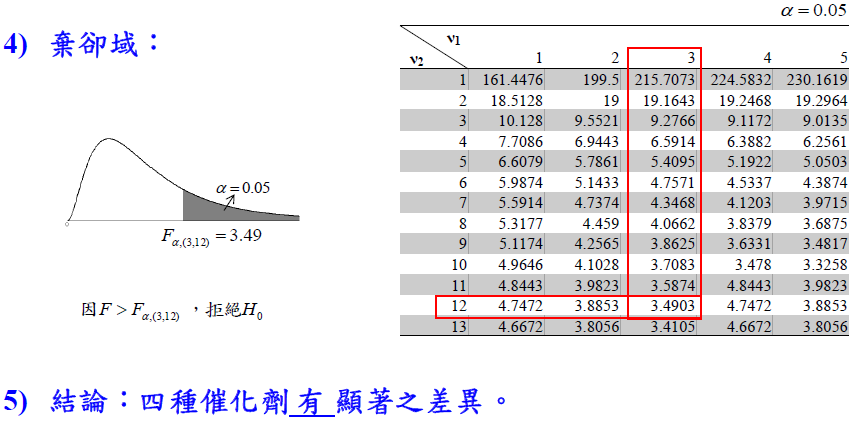 4) 棄卻域：
α = 0.05
F α,(3,12) = 3.49
0
因 F > F α,(3,12) ，拒絕H0
α = 0.05
ν1
ν2 1 2 3 4 5
1 161.4476 199.5 215.7073 224.5832 230.1619
2 18.5128 19 19.1643 19.2468 19.2964
3 10.128 9.5521 9.2766 9.1172 9.0135
4 7.7086 6.9443 6.5914 6.3882 6.2561
5 6.6079 5.7861 5.4095 5.1922 5.0503
6 5.9874 5.1433 4.7571 4.5337 4.3874
7 5.5914 4.7374 4.3468 4.1203 3.9715
8 5.3177 4.459 4.0662 3.8379 3.6875
9 5.1174 4.2565 3.8625 3.6331 3.4817
10 4.9646 4.1028 3.7083 3.478 3.3258
11 4.8443 3.9823 3.5874 4.8443 3.9823
12 4.7472 3.8853 3.4903 4.7472 3.8853
13 4.6672 3.8056 3.4105 4.6672 3.8056
5) 結論：四種催化劑 有 顯著之差異。